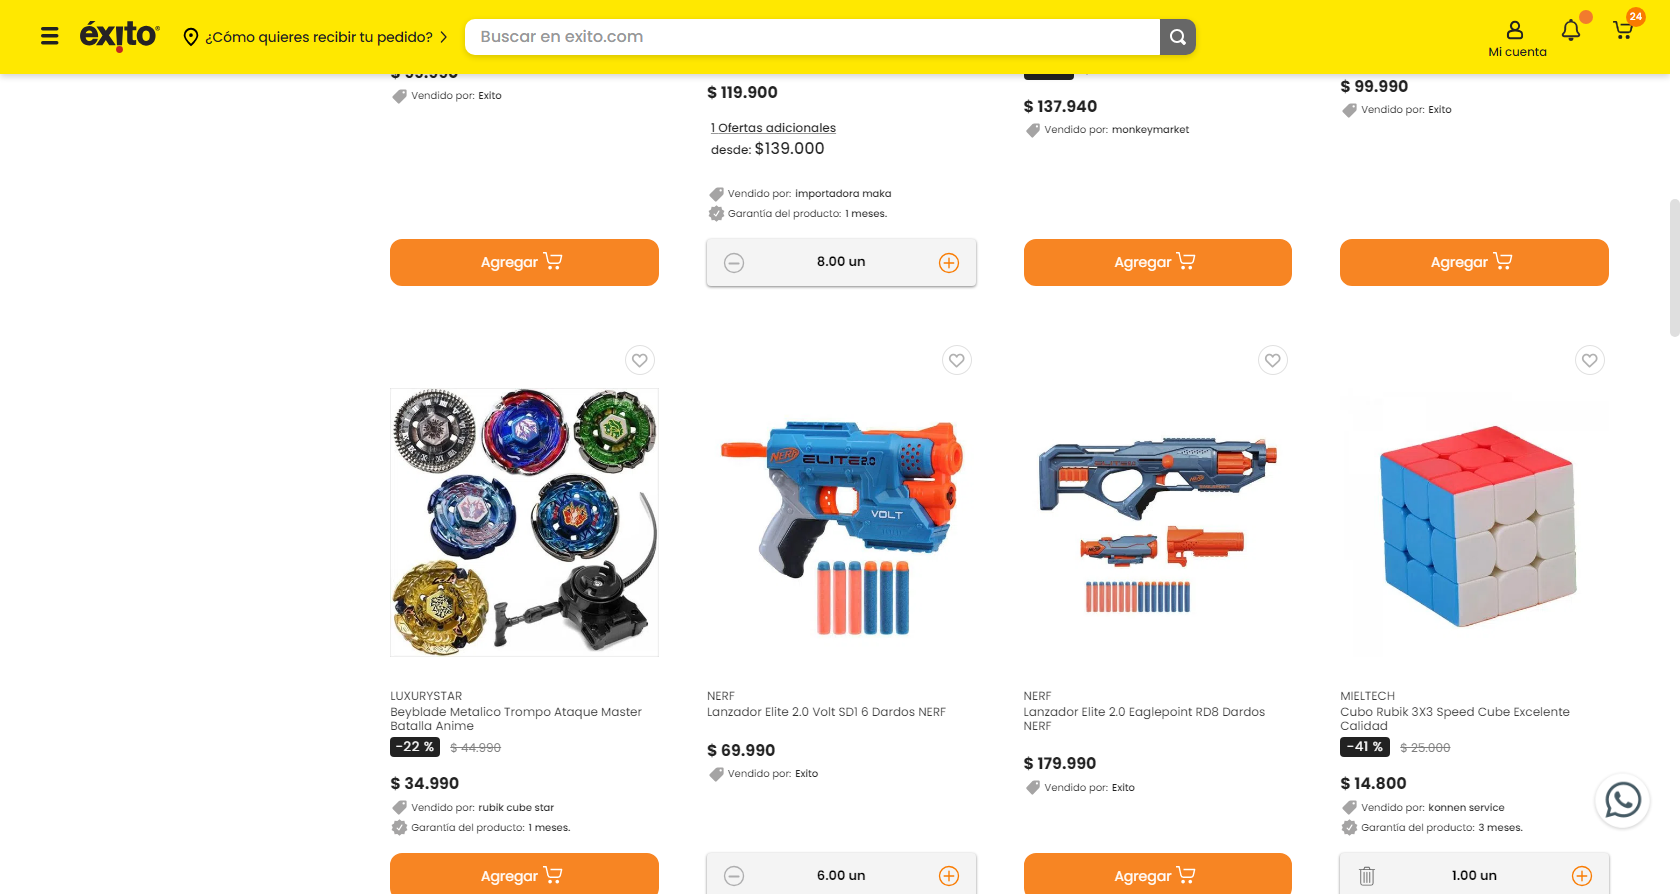 éxito
¿Cómo quieres recibir tu pedido?
Buscar en exito.com
Mi cuenta
24
Vendido por: Exito
$ 119.900
1 Ofertas adicionales
desde: $139.000
Vendido por: importadora maka
Garantía del producto: 1 meses.
$ 137.940
Vendido por: monkeymarket
$ 99.990
Vendido por: Exito
Agregar
8.00 un
Agregar
Agregar
NERF
ELITE 2.0
VOLT
LUXURYSTAR
Beyblade Metalico Trompo Ataque Master
Batalla Anime
-22 % $ 44.990
$ 34.990
Vendido por: rubik cube star
Garantía del producto: 1 meses.
NERF
Lanzador Elite 2.0 Volt SD1 6 Dardos NERF
$ 69.990
Vendido por: Exito
NERF
Lanzador Elite 2.0 Eaglepoint RD8 Dardos
NERF
$ 179.990
Vendido por: Exito
MIELTECH
Cubo Rubik 3X3 Speed Cube Excelente
Calidad
-41 % $ 25.000
$ 14.800
Vendido por: konnen service
Garantía del producto: 3 meses.
Agregar
6.00 un
Agregar
1.00 un